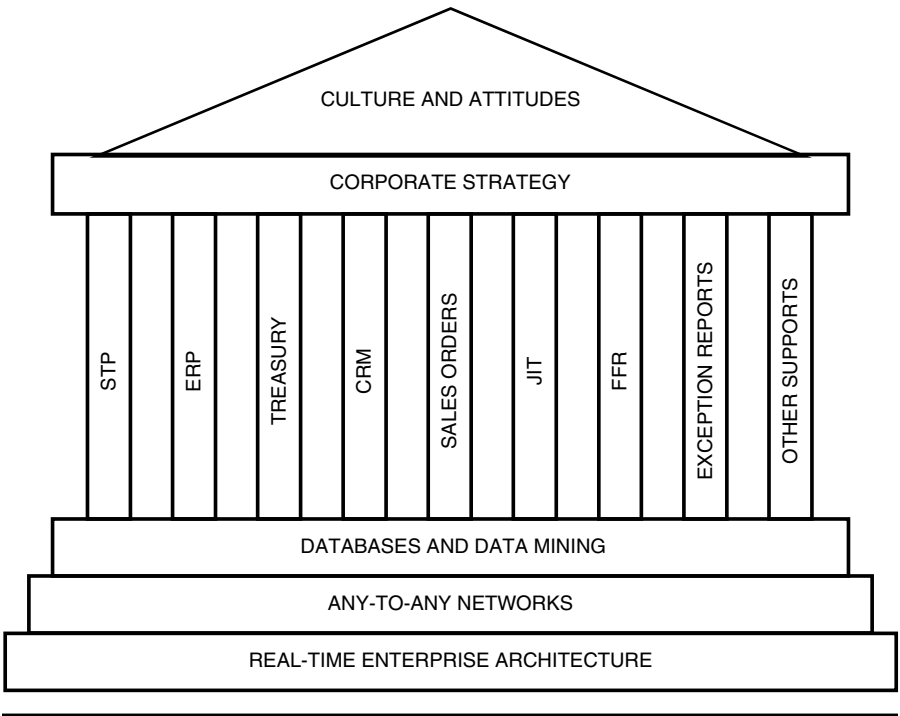 CULTURE AND ATTITUDES
CORPORATE STRATEGY
STP
ERP
TREASURY
CRM
SALES ORDERS
JIT
FFR
EXCEPTION REPORTS
OTHER SUPPORTS
DATABASES AND DATA MINING
ANY-TO-ANY NETWORKS
REAL-TIME ENTERPRISE ARCHITECTURE